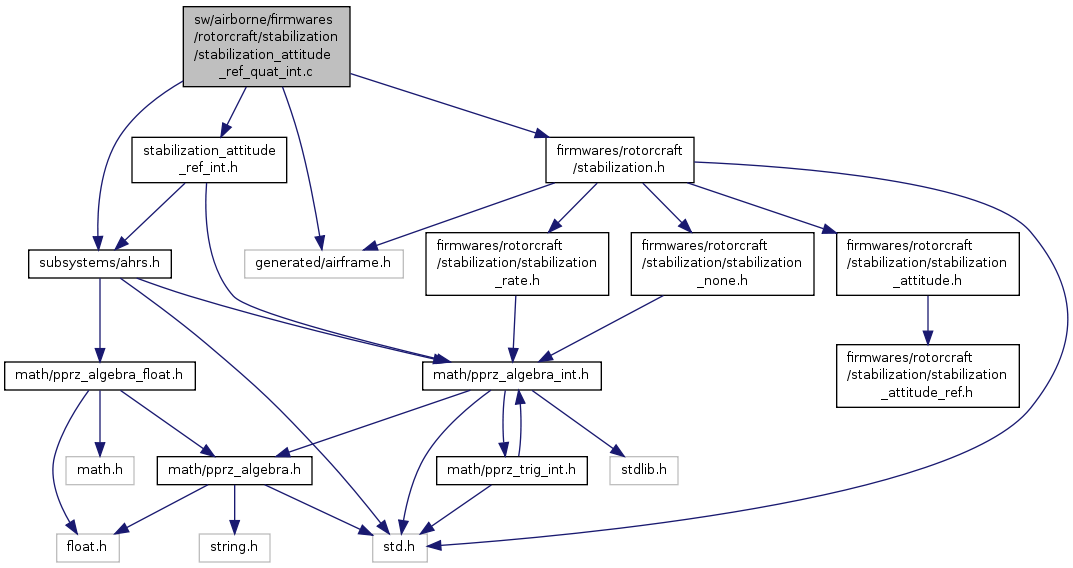 sw/airborne/firmwares
/rotorcraft/stabilization
/stabilization_attitude
_ref_quat_int.c
stabilization_attitude
_ref_int.h
firmwares/rotorcraft
/stabilization.h
subsystems/ahrs.h
generated/airframe.h
firmwares/rotorcraft
/stabilization/stabilization
_rate.h
firmwares/rotorcraft
/stabilization/stabilization
_none.h
firmwares/rotorcraft
/stabilization/stabilization
_attitude.h
math/pprz_algebra_float.h
math/pprz_algebra_int.h
firmwares/rotorcraft
/stabilization/stabilization
_attitude_ref.h
math.h
math/pprz_algebra.h
math/pprz_trig_int.h
stdlib.h
float.h
string.h
std.h